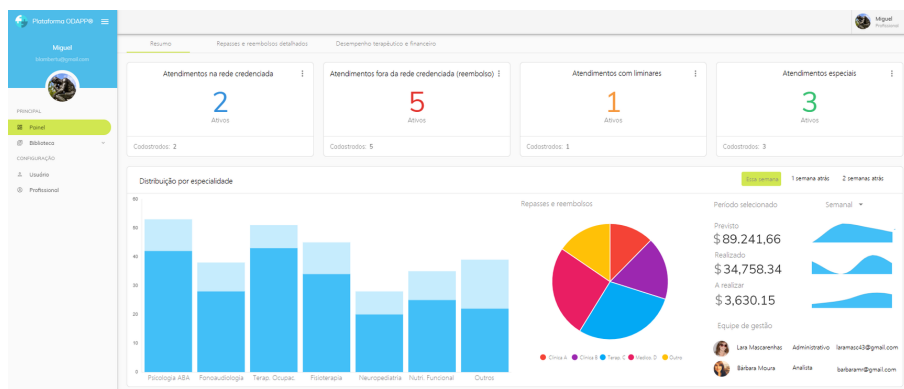 Plataforma ODAPP®
Miguel
Profissional
Miguel
Resumo
Repasses e reembolsos detalhados
Desempenho terapêutico e financeiro
PRINCIPAL
Painel
Biblioteca
CONFIGURAÇÃO
Usuário
Profissional
Atendimentos na rede credenciada
2
Ativos
Cadastrados: 2
Atendimentos fora da rede credenciada (reembolso)
5
Ativos
Cadastrados: 5
Atendimentos com liminares
1
Ativos
Cadastrados: 1
Atendimentos especiais
3
Ativos
Cadastrados: 3
Distribuição por especialidade
Essa semana
1 semana atrás
2 semanas atrás
60
50
40
30
20
10
0
Psicologia ABA
Fonoaudiologia
Terap. Ocupac.
Fisioterapia
Neuropediatria
Nutri. Funcional
Outros
Repasses e reembolsos
Clínica A
Clínica B
Terap. C
Medico. D
Outro
Período selecionado
Semanal
Previsto
$89.241,66
Realizado
$34,758.34
A realizar
$3,630.15
Equipe de gestão
Lara Mascarenhas
Administrativo
laramasc43@gmail.com
Bárbara Moura
Analista
barbaramr@gmail.com